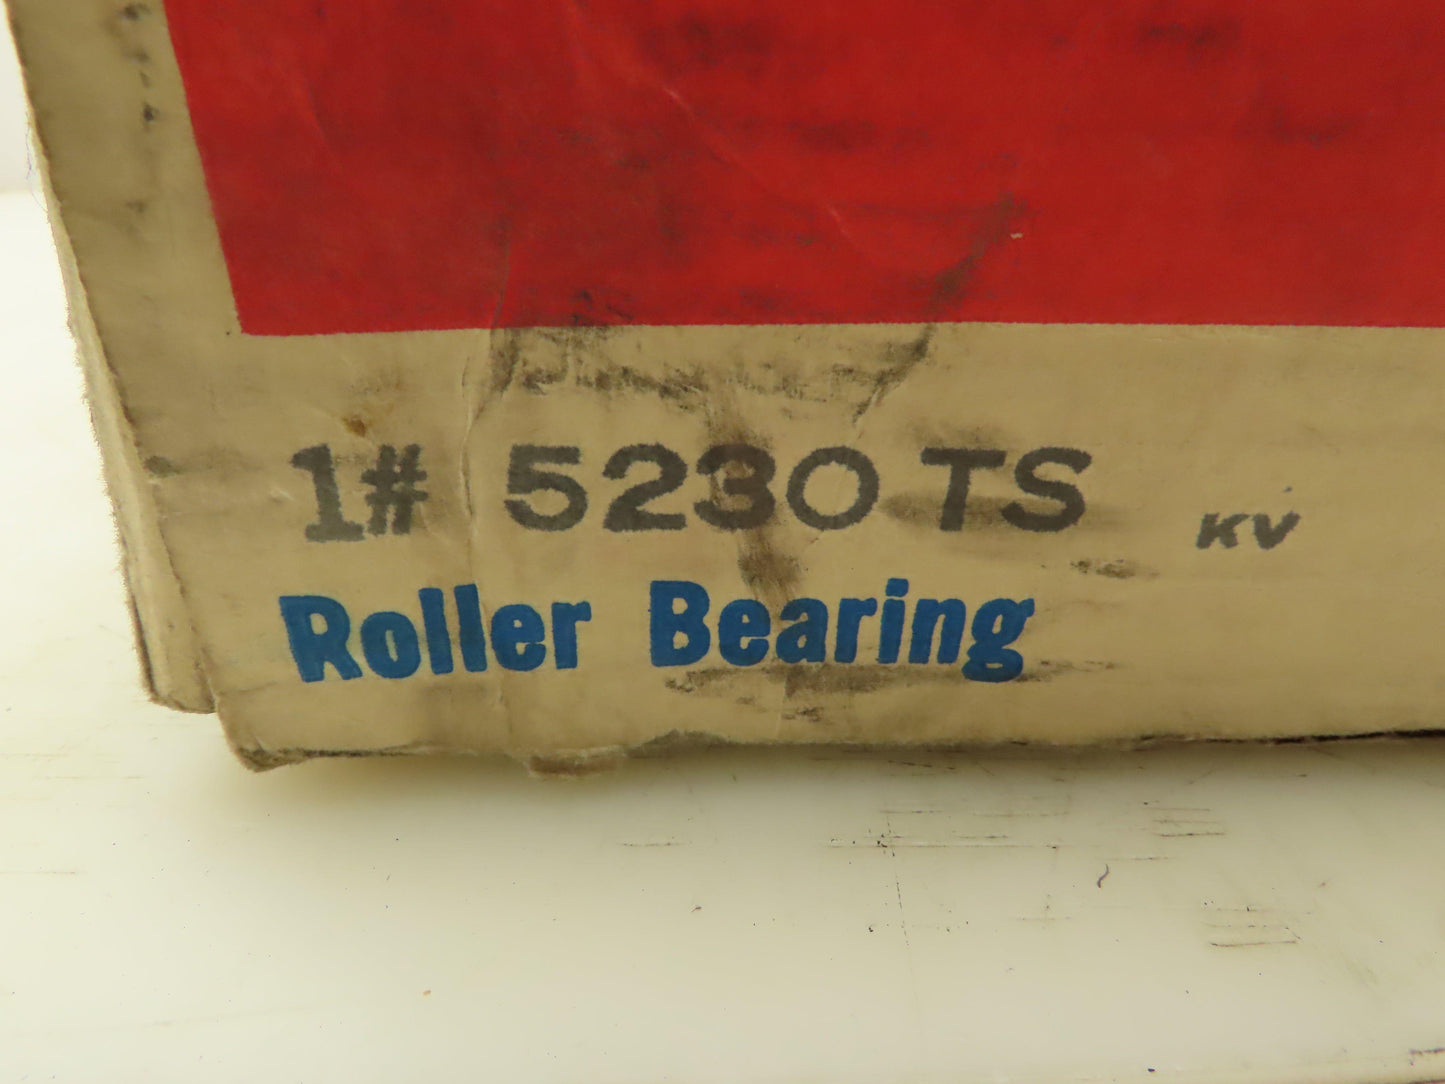 1# 5230 TS KV
Roller Bearing